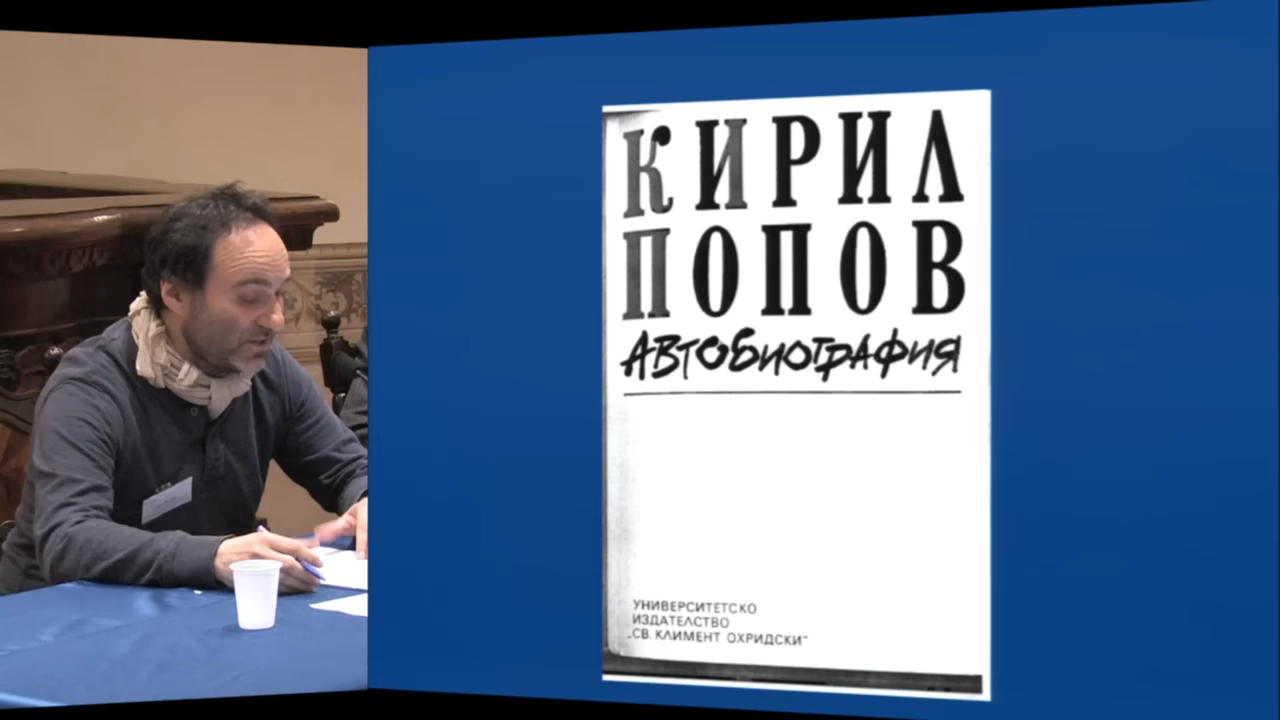 КИРИЛ
ПОПОВ
АВТОБИОГРАФИЯ
УНИВЕРСИТЕТСКО
ИЗДАТЕЛСТВО
„СВ. КЛИМЕНТ ОХРИДСКИ“